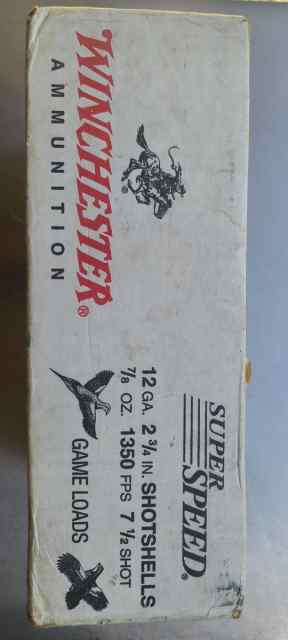 WINCHESTER®
AMMUNITION
SUPER
SPEED®
12 GA. 2 3/4 IN. SHOTSHELLS
7/8 OZ. 1350 FPS 7 1/2 SHOT
GAME LOADS